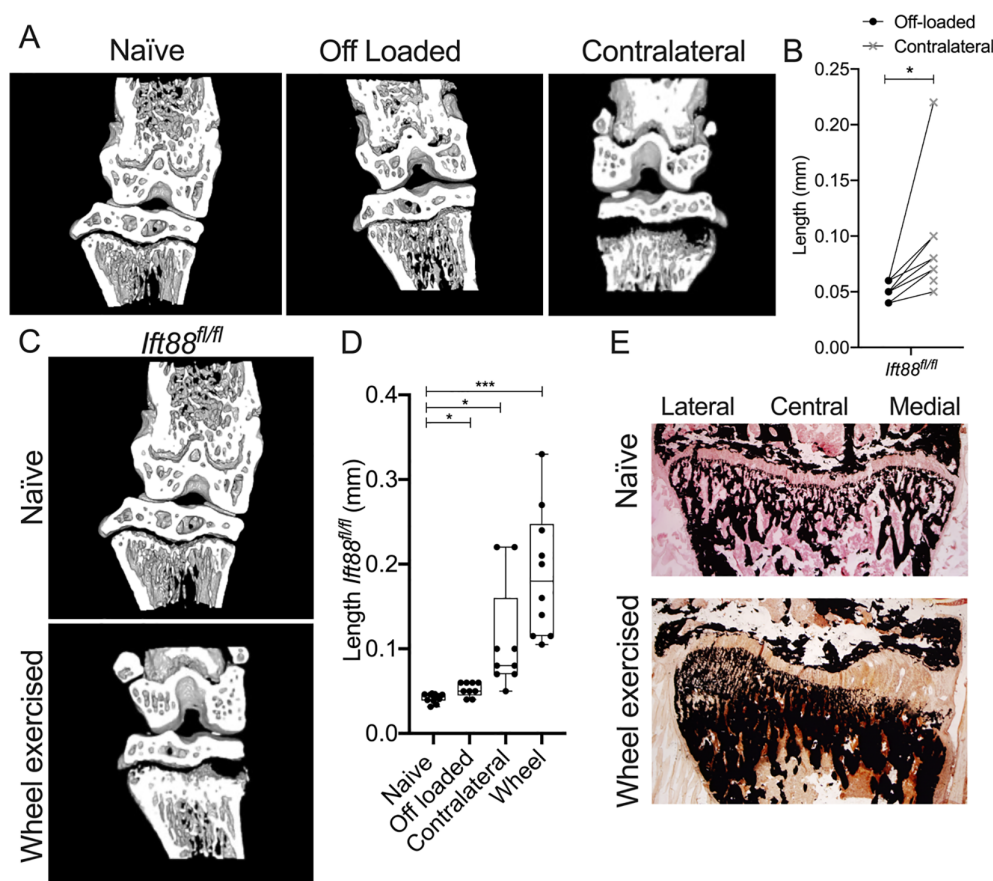 A
Naïve
Off Loaded
Contralateral
B
Off-loaded
Contralateral
*
0.25
0.20
0.15
0.10
0.05
0.00
Length (mm)
Ift88fl/fl
C
Ift88fl/fl
Naïve
Wheel exercised
D
***
*
*
0.4
0.3
0.2
0.1
0.0
Length Ift88fl/fl (mm)
Naive
Off loaded
Contralateral
Wheel
E
Lateral Central Medial
Naïve
Wheel exercised